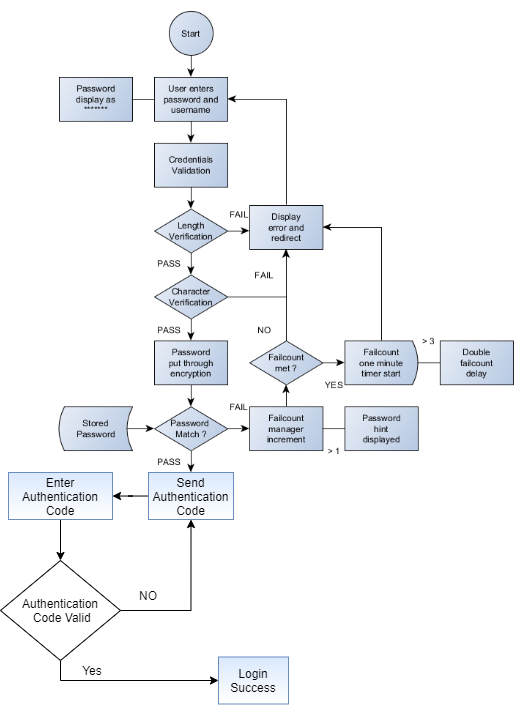 Start
Password
display as
*******
User enters
password and
username
Credentials
Validation
Length
Verification
FAIL
Display
error and
redirect
PASS
Character
Verification
FAIL
PASS
NO
Password
put through
encryption
Failcount
met ?
YES
Failcount
one minute
timer start
> 3
Double
failcount
delay
Stored
Password
Password
Match ?
FAIL
Failcount
manager
increment
> 1
Password
hint
displayed
PASS
Enter
Authentication
Code
Send
Authentication
Code
Authentication
Code Valid
NO
Yes
Login
Success